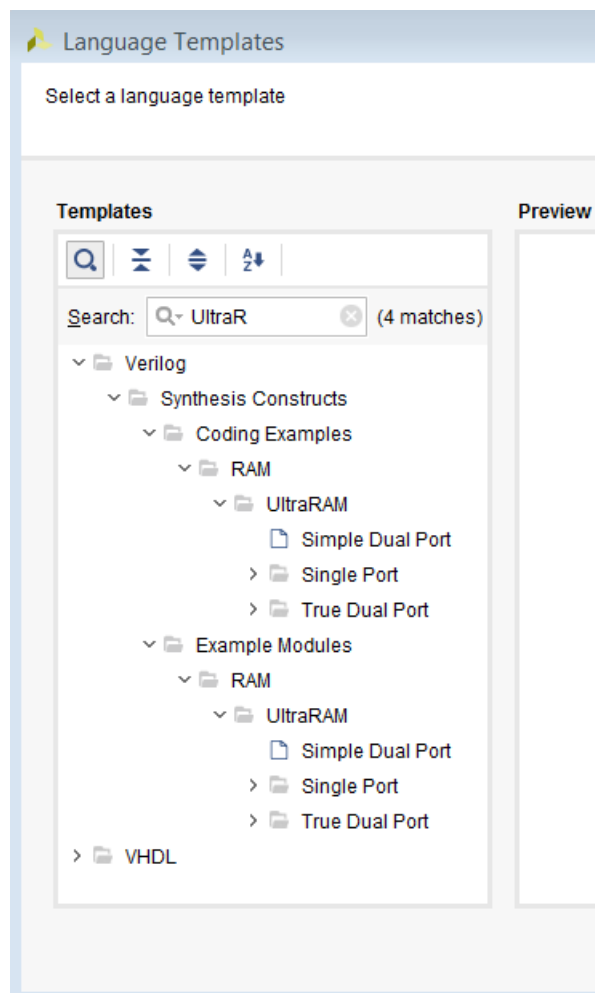 Language Templates
Select a language template
Templates
Preview
Search: UltraR (4 matches)
Verilog
Synthesis Constructs
Coding Examples
RAM
UltraRAM
Simple Dual Port
Single Port
True Dual Port
Example Modules
RAM
UltraRAM
Simple Dual Port
Single Port
True Dual Port
VHDL